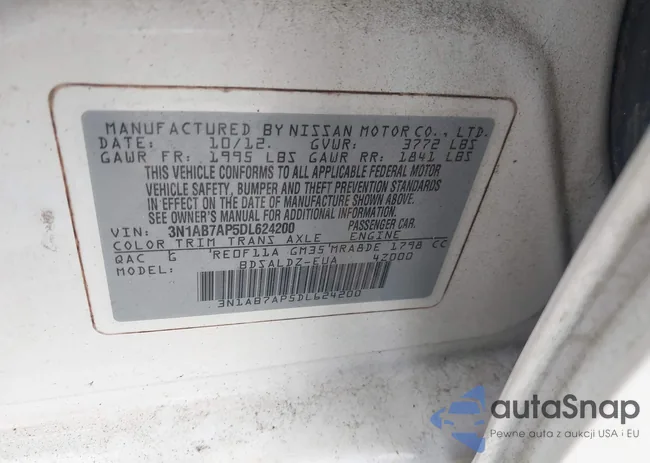 MANUFACTURED BY NISSAN MOTOR CO., LTD.
DATE: 10/12. GVWR: 3772 LBS
GAWR FR: 1995 LBS GAWR RR: 1841 LBS
THIS VEHICLE CONFORMS TO ALL APPLICABLE FEDERAL MOTOR
VEHICLE SAFETY, BUMPER AND THEFT PREVENTION STANDARDS
IN EFFECT ON THE DATE OF MANUFACTURE SHOWN ABOVE.
SEE OWNER'S MANUAL FOR ADDITIONAL INFORMATION
VIN: 3N1AB7AP5DL624200 PASSENGER CAR.
COLOR TRIM TRANS AXLE ENGINE
QAC G RE0F11A GM35 MRA8DE 1798 CC
MODEL: BDSALDZ-EUA 4Z000
3N1AB7AP5DL624200
autaSnap
Pewne auta z aukcji USA i EU